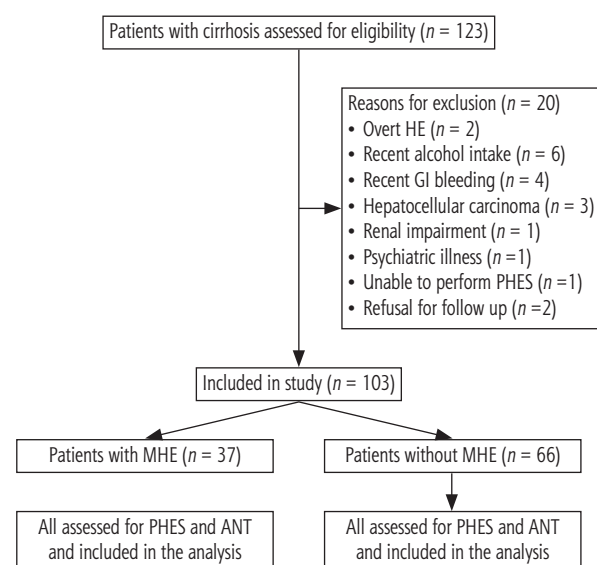 Patients with cirrhosis assessed for eligibility (n = 123)
Reasons for exclusion (n = 20)
• Overt HE (n = 2)
• Recent alcohol intake (n = 6)
• Recent GI bleeding (n = 4)
• Hepatocellular carcinoma (n = 3)
• Renal impairment (n = 1)
• Psychiatric illness (n =1)
• Unable to perform PHES (n =1)
• Refusal for follow up (n =2)
Included in study (n = 103)
Patients with MHE (n = 37)
Patients without MHE (n = 66)
All assessed for PHES and ANT
and included in the analysis
All assessed for PHES and ANT
and included in the analysis